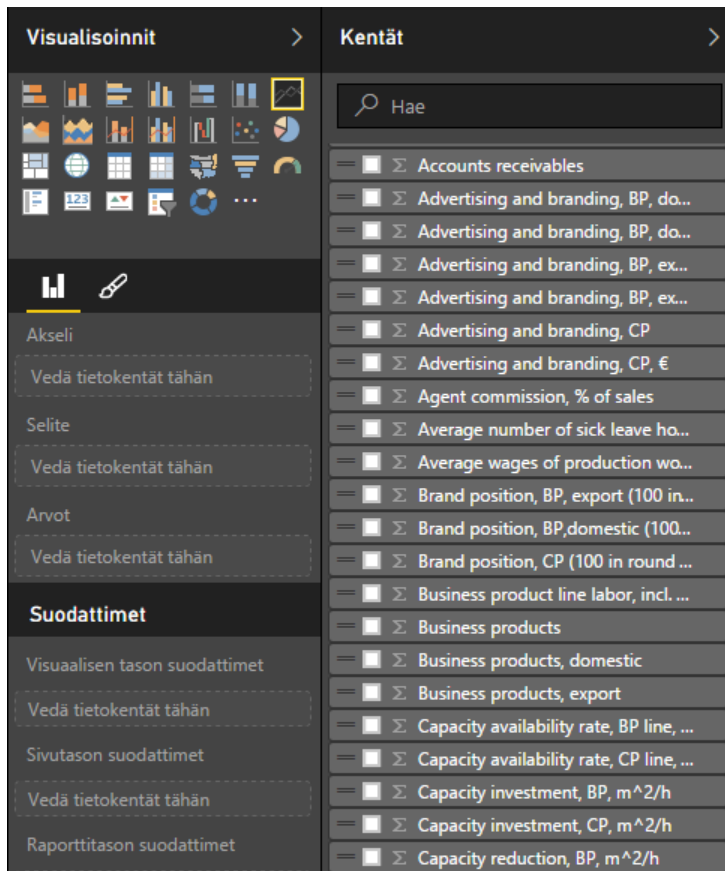 Visualisoinnit
123
Akseli
Vedä tietokentät tähän
Selite
Vedä tietokentät tähän
Arvot
Vedä tietokentät tähän
Suodattimet
Visuaalisen tason suodattimet
Vedä tietokentät tähän
Sivutason suodattimet
Vedä tietokentät tähän
Raporttitason suodattimet
Kentät
Hae
Σ Accounts receivables
Σ Advertising and branding, BP, do...
Σ Advertising and branding, BP, do...
Σ Advertising and branding, BP, ex...
Σ Advertising and branding, BP, ex...
Σ Advertising and branding, CP
Σ Advertising and branding, CP, €
Σ Agent commission, % of sales
Σ Average number of sick leave ho...
Σ Average wages of production wo...
Σ Brand position, BP, export (100 in...
Σ Brand position, BP,domestic (100...
Σ Brand position, CP (100 in round ...
Σ Business product line labor, incl. ...
Σ Business products
Σ Business products, domestic
Σ Business products, export
Σ Capacity availability rate, BP line, ...
Σ Capacity availability rate, CP line, ...
Σ Capacity investment, BP, m^2/h
Σ Capacity investment, CP, m^2/h
Σ Capacity reduction, BP, m^2/h